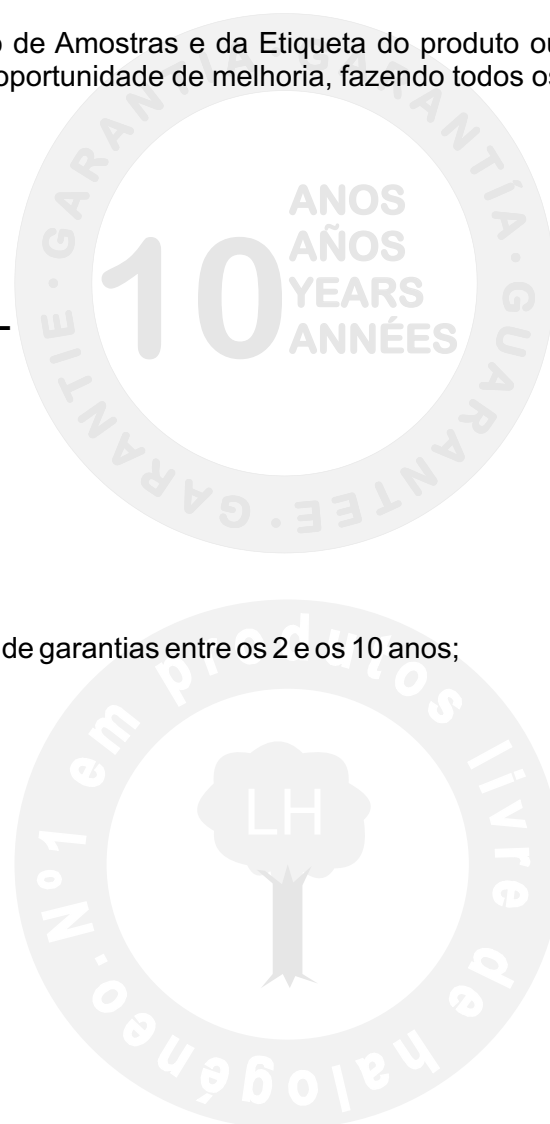 de Amostras e da Etiqueta do produto ou
oportunidade de melhoria, fazendo todos os
GARANTIA · GARANTÍA · GUARANTEE · GARANTIE ·
10
ANOS
AÑOS
YEARS
ANNÉES
de garantias entre os 2 e os 10 anos;
Nº1 em produtos livre de halogéneo.
LH